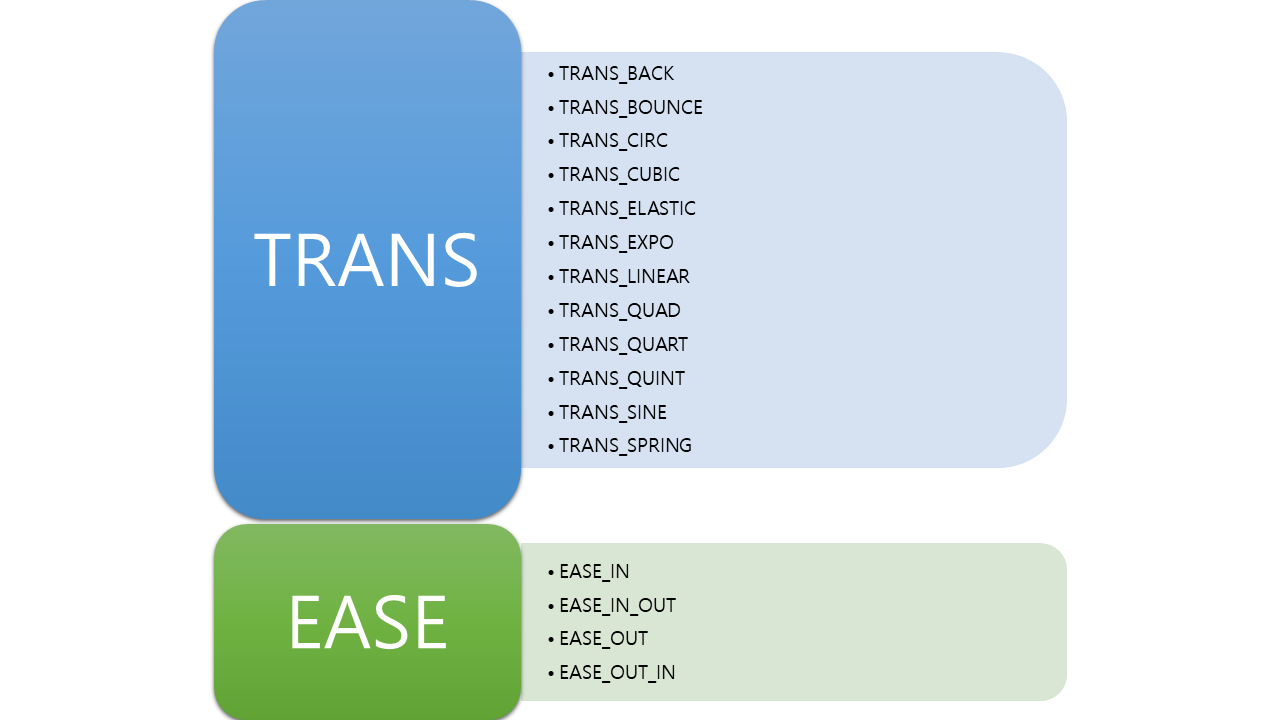 TRANS
• TRANS_BACK
• TRANS_BOUNCE
• TRANS_CIRC
• TRANS_CUBIC
• TRANS_ELASTIC
• TRANS_EXPO
• TRANS_LINEAR
• TRANS_QUAD
• TRANS_QUART
• TRANS_QUINT
• TRANS_SINE
• TRANS_SPRING
EASE
• EASE_IN
• EASE_IN_OUT
• EASE_OUT
• EASE_OUT_IN